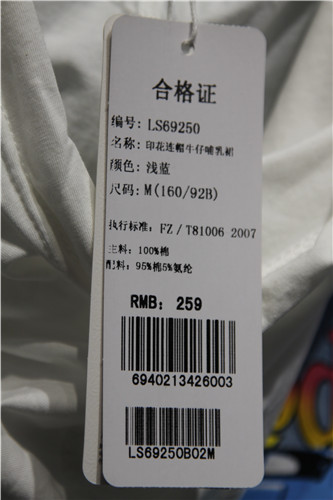 合格证
编号: LS69250
名称: 印花连帽牛仔哺乳裙
颜色: 浅蓝
尺码: M(160/92B)
执行标准: FZ/T81006 2007
主料: 100%棉
配料: 95%棉5%氨纶
RMB: 259
6940213426003
LS69250B02M